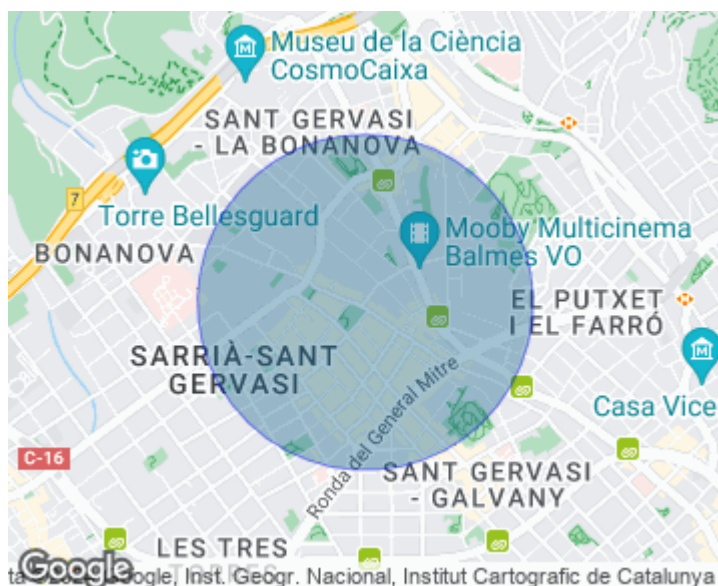 Museu de la Ciència
CosmoCaixa
SANT GERVASI
- LA BONANOVA
7
Torre Bellesguard
Mooby Multicinema
Balmes VO
BONANOVA
EL PUTXET
I EL FARRÓ
SARRIÀ-SANT
GERVASI
Ronda del General Mitre
Casa Vice
C-16
SANT GERVASI
- GALVANY
LES TRES
Google
Google, Inst. Geogr. Nacional, Institut Cartogràfic de Catalunya